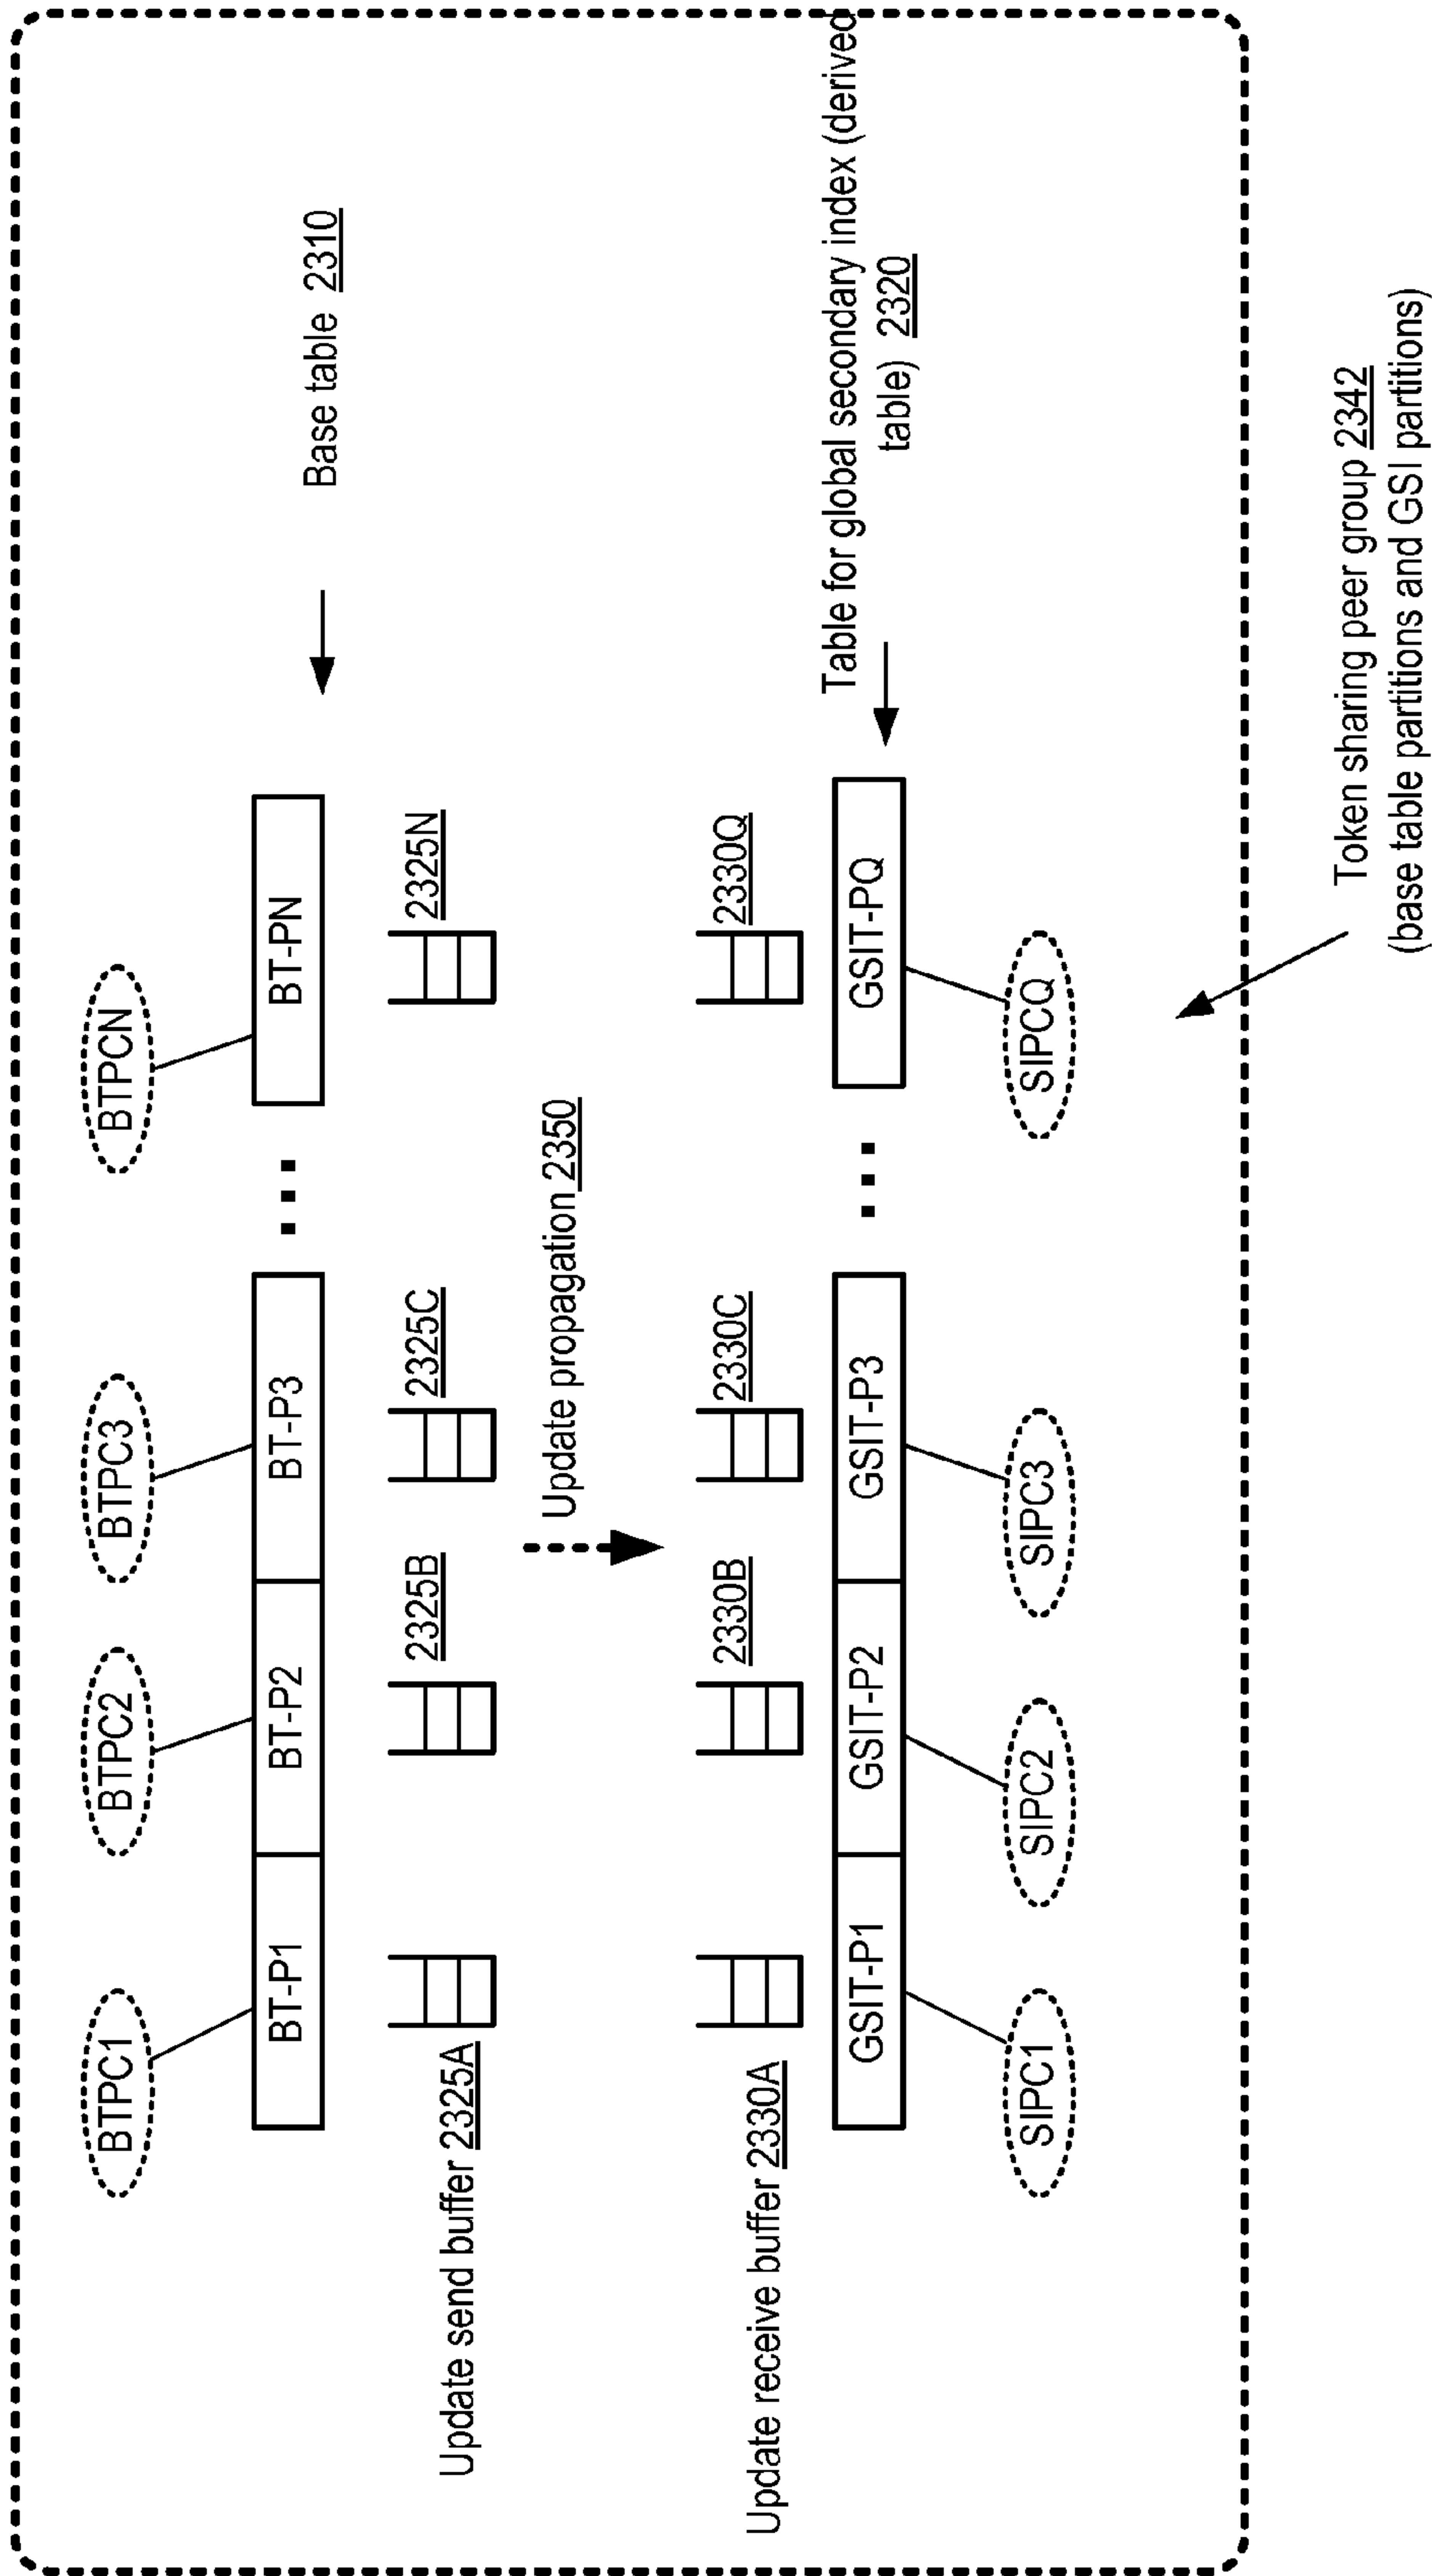 BTPC1
BTPC2
BTPC3
BTPCN
BT-P1
BT-P2
BT-P3
BT-PN
Base table 2310
Update send buffer 2325A
2325B
2325C
2325N
Update propagation 2350
Update receive buffer 2330A
2330B
2330C
2330Q
Table for global secondary index (derived
table) 2320
GSIT-P1
GSIT-P2
GSIT-P3
GSIT-PQ
SIPC1
SIPC2
SIPC3
SIPCQ
Token sharing peer group 2342
(base table partitions and GSI partitions)